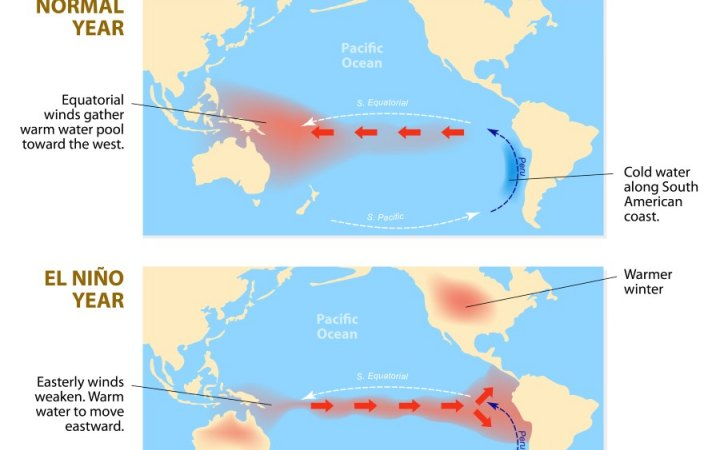 NORMAL
YEAR
Pacific
Ocean
Equatorial
winds gather
warm water pool
toward the west.
S. Equatorial
Peru
Cold water
along South
American
coast.
S. Pacific
EL NIÑO
YEAR
Warmer
winter
Pacific
Ocean
S. Equatorial
Easterly winds
weaken. Warm
water to move
eastward.
Peru